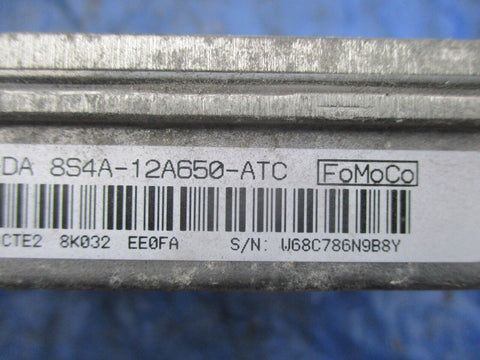 DA 8S4A-12A650-ATC FoMoCo
CTE2 8K032 EE0FA S/N: W68C786N9B8Y